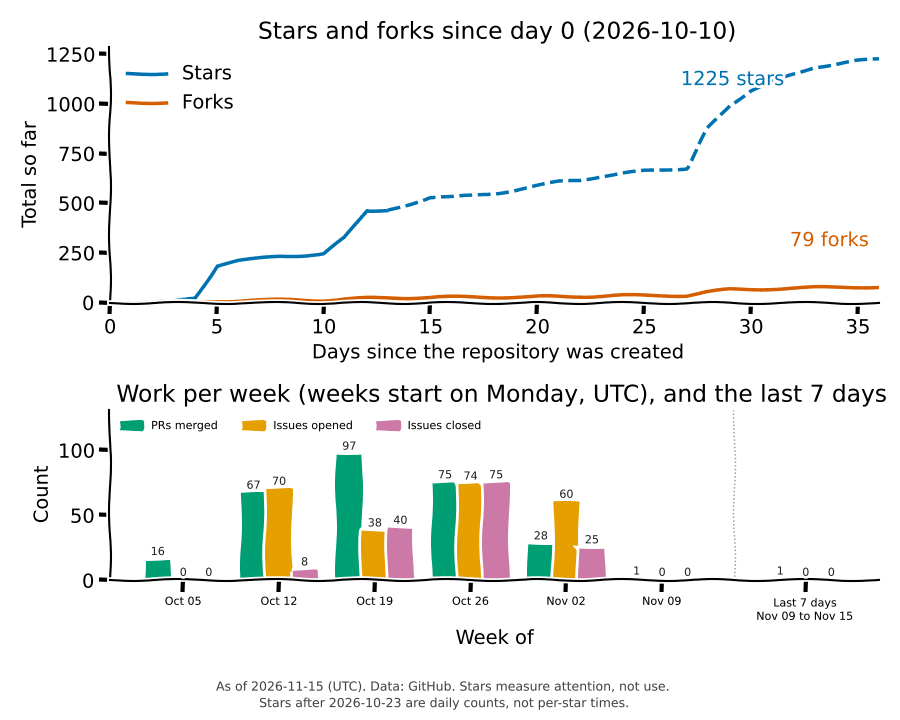 Stars and forks since day 0 (2026-10-10)
Total so far
1250
1000
750
500
250
0
Stars
Forks
1225 stars
79 forks
0 5 10 15 20 25 30 35
Days since the repository was created
Work per week (weeks start on Monday, UTC), and the last 7 days
Count
100
50
0
PRs merged Issues opened Issues closed
16 0 0
67 70 8
97 38 40
75 74 75
28 60 25
1 0 0
1 0 0
Oct 05 Oct 12 Oct 19 Oct 26 Nov 02 Nov 09 Last 7 days
Nov 09 to Nov 15
Week of
As of 2026-11-15 (UTC). Data: GitHub. Stars measure attention, not use.
Stars after 2026-10-23 are daily counts, not per-star times.